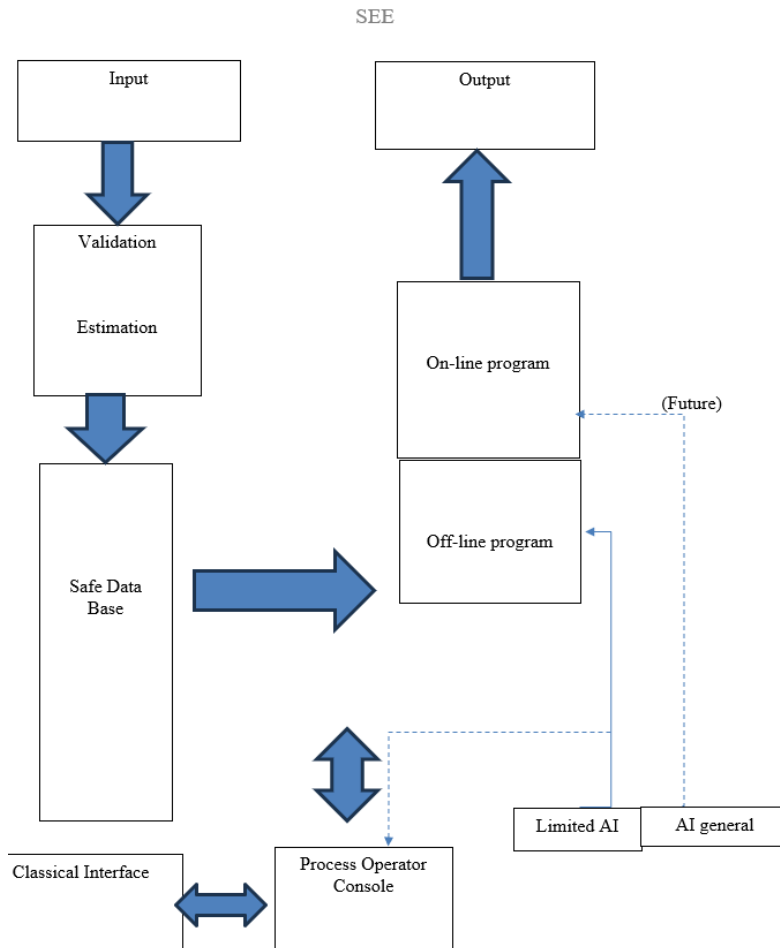 SEE
Input
Output
Validation
Estimation
On-line program
(Future)
Off-line program
Safe Data
Base
Limited AI
AI general
Classical Interface
Process Operator
Console